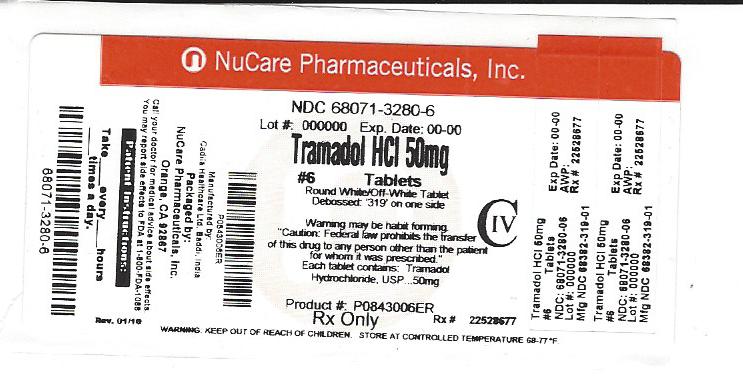 NuCare Pharmaceuticals, Inc.
NDC 68071-3280-6
Lot #: 000000 Exp. Date: 00-00
Tramadol HCl 50mg
#6 Tablets
Round White/Off-White Tablet
Debossed: '319' on one side
CIV
Warning may be habit forming.
"Caution: Federal law prohibits the transfer
of this drug to any person other than the patient
for whom it was prescribed."
Each tablet contains: Tramadol
Hydrochloride, USP...50mg
Product #: P0843006ER
Rx Only Rx # 22528677
WARNING: KEEP OUT OF REACH OF CHILDREN. STORE AT CONTROLLED TEMPERATURE 68-77°F.
Rev. 01/10
P0843006ER
Manufactured by:
Cadila Healthcare Ltd. Baddi, India
Packaged by:
NuCare Pharmaceuticals, Inc.
Orange, CA 92867
Call your doctor for medical advice about side effects
You may report side effects to FDA at 1-800-FDA-1088
Patient Instructions:
Take ___ every ___ hours
___ times a day.
68071-3280-6
Exp Date: 00-00
AWP:
Rx # 22528677
Tramadol HCl 50mg
#6 Tablets
NDC: 68071-3280-06
Lot #: 000000
Mfg NDC 68382-319-01
Exp Date: 00-00
AWP:
Rx # 22528677
Tramadol HCl 50mg
#6 Tablets
NDC: 68071-3280-06
Lot #: 000000
Mfg NDC 68382-319-01